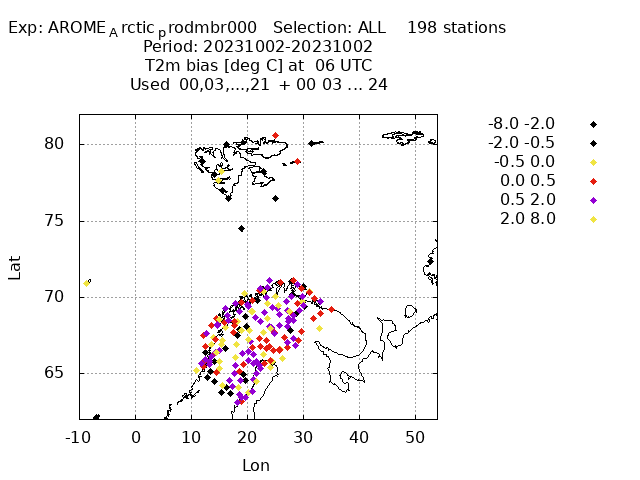 Exp: AROME_Arctic_prodmbr000   Selection: ALL    198 stations
Period: 20231002-20231002
T2m bias [deg C] at  06 UTC
Used  00,03,...,21  + 00 03 ... 24
-8.0 -2.0
-2.0 -0.5
-0.5 0.0
0.0 0.5
0.5 2.0
2.0 8.0
80
75
70
65
Lat
-10 0 10 20 30 40 50
Lon